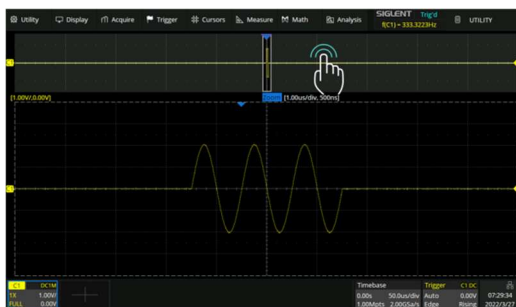 Utility Display Acquire Trigger Cursors Measure Math Analysis SIGLENT Trig'd UTILITY
f(C1) = 333.3223Hz
C1
[1.00V/,0.00V] [1.00us/div, 500ns]
C1
C1 DC1M Timebase Trigger C1 DC
1X 1.00V/ 0.00s 50.0us/div Auto 0.00V 07:29:34
FULL 0.00V 1.00Mpts 2.00GSa/s Edge Rising 2022/3/27